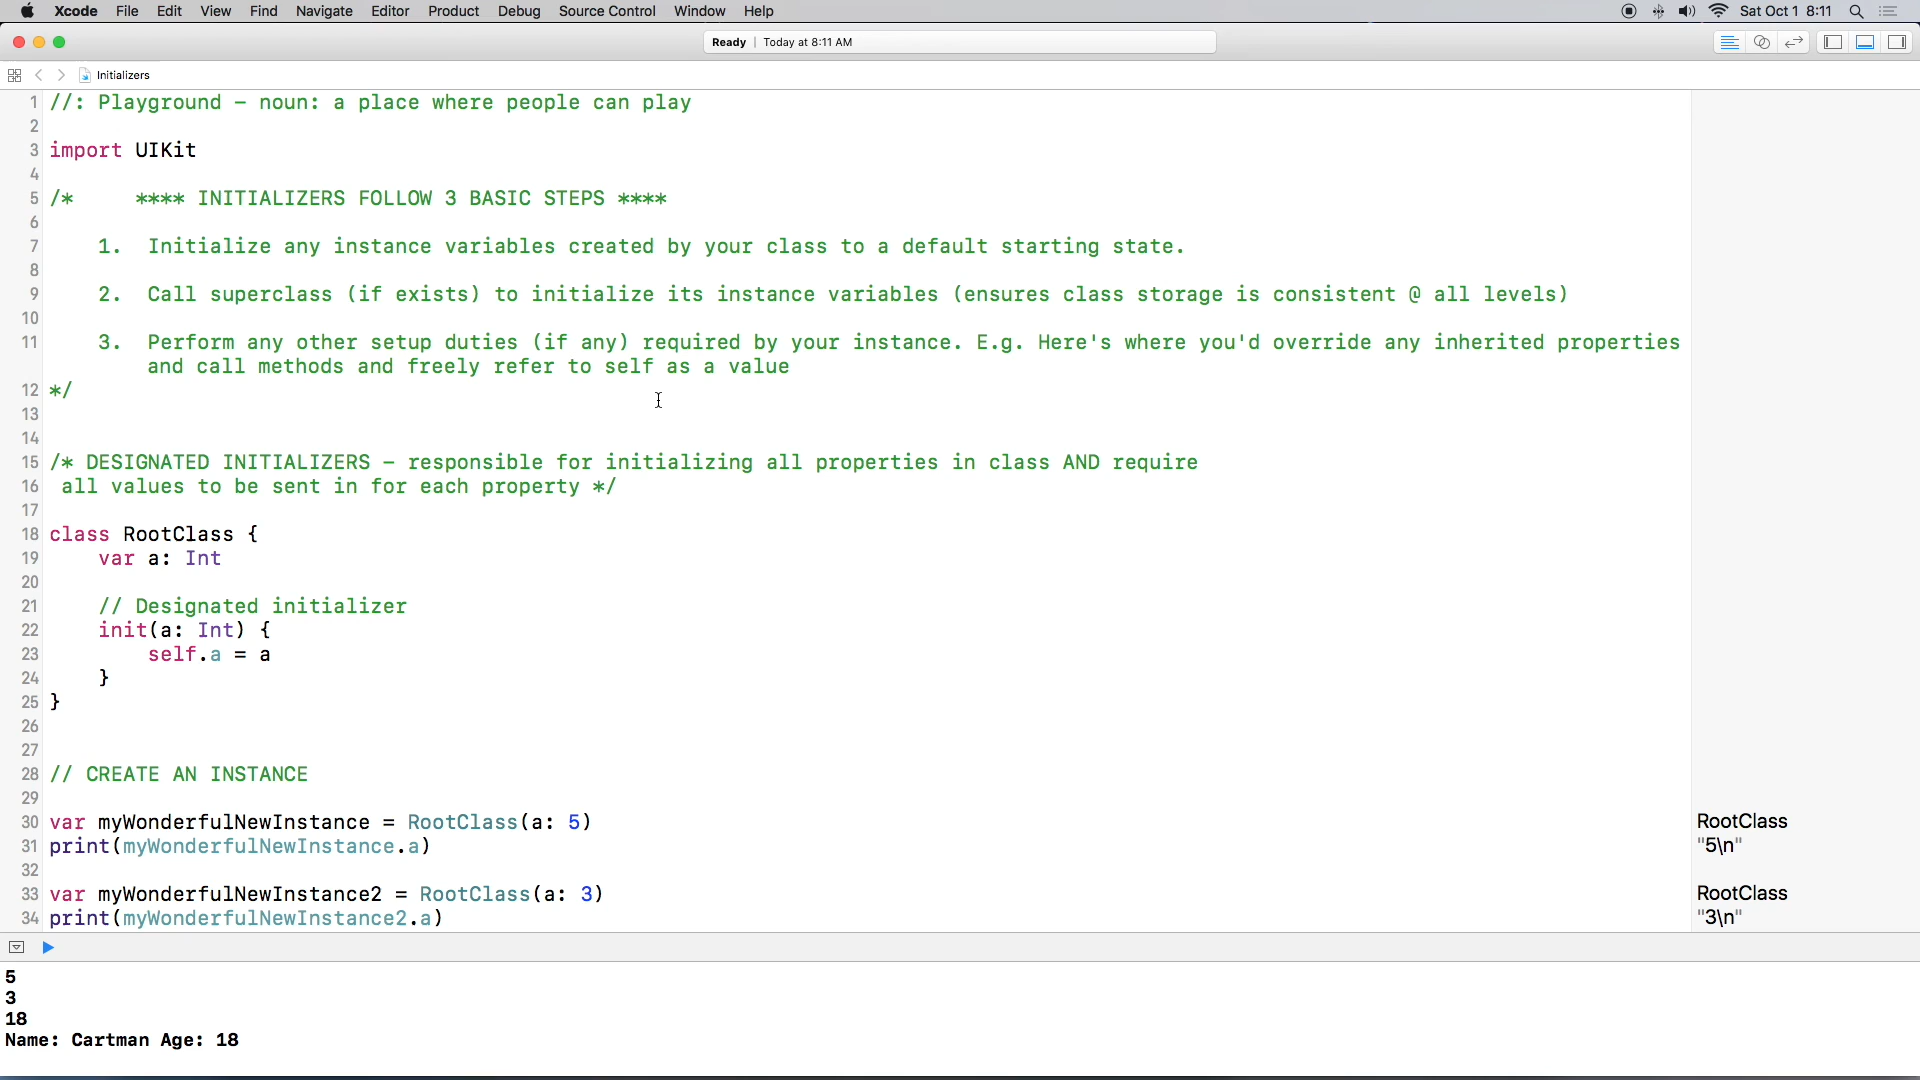 Xcode File Edit View Find Navigate Editor Product Debug Source Control Window Help Sat Oct 1 8:11
Ready | Today at 8:11 AM
Initializers
1 //: Playground – noun: a place where people can play
2
3 import UIKit
4
5 /* **** INITIALIZERS FOLLOW 3 BASIC STEPS ****
6
7 1. Initialize any instance variables created by your class to a default starting state.
8
9 2. Call superclass (if exists) to initialize its instance variables (ensures class storage is consistent @ all levels)
10
11 3. Perform any other setup duties (if any) required by your instance. E.g. Here's where you'd override any inherited properties
and call methods and freely refer to self as a value
12 */
13
14
15 /* DESIGNATED INITIALIZERS – responsible for initializing all properties in class AND require
16 all values to be sent in for each property */
17
18 class RootClass {
19 var a: Int
20
21 // Designated initializer
22 init(a: Int) {
23 self.a = a
24 }
25 }
26
27
28 // CREATE AN INSTANCE
29
30 var myWonderfulNewInstance = RootClass(a: 5) RootClass
31 print(myWonderfulNewInstance.a) "5\n"
32
33 var myWonderfulNewInstance2 = RootClass(a: 3) RootClass
34 print(myWonderfulNewInstance2.a) "3\n"
5
3
18
Name: Cartman Age: 18